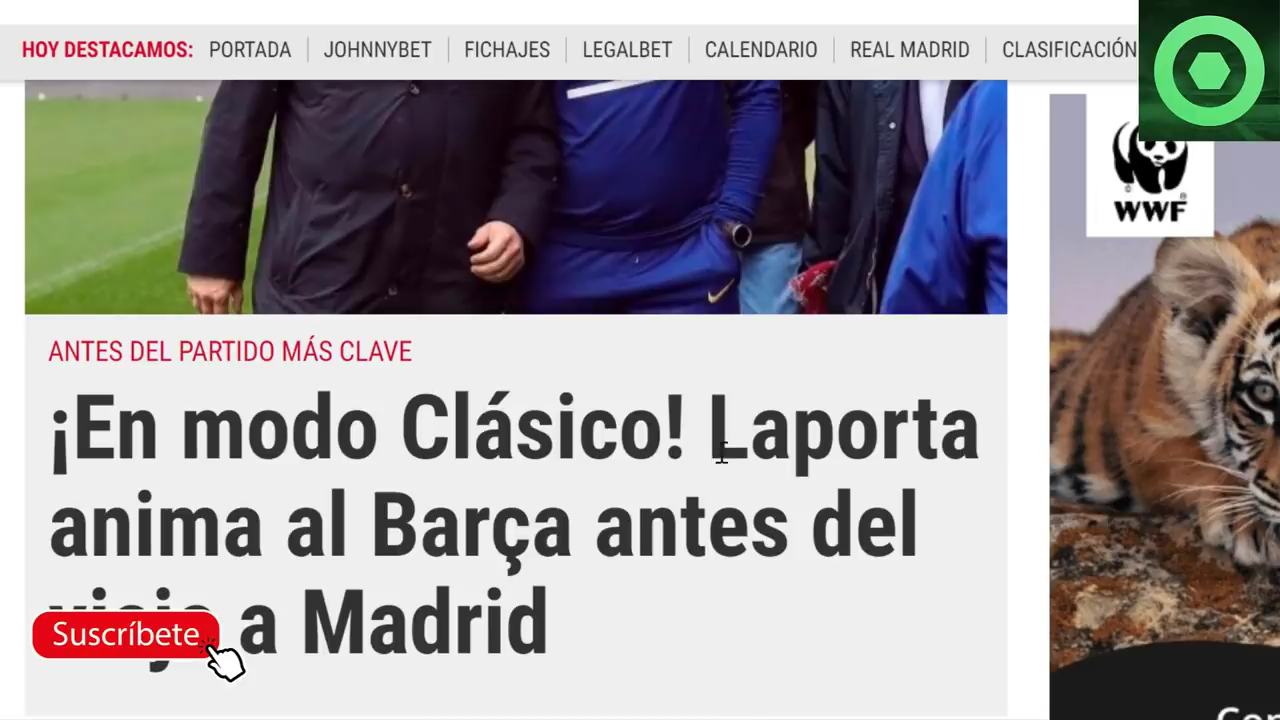 HOY DESTACAMOS: PORTADA JOHNNYBET FICHAJES LEGALBET CALENDARIO REAL MADRID CLASIFICACIÓN
WWF
ANTES DEL PARTIDO MÁS CLAVE
¡En modo Clásico! Laporta
anima al Barça antes del
a Madrid
Suscríbete